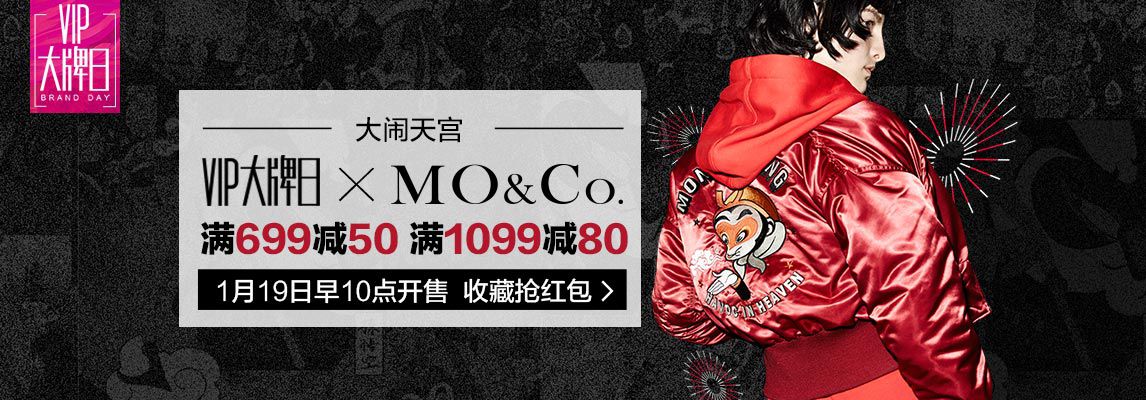 VIP
大牌日
BRAND DAY
大闹天宫
VIP大牌日 × MO&Co.
满699减50 满1099减80
1月19日早10点开售 收藏抢红包 >
HAVOC IN HEAVEN